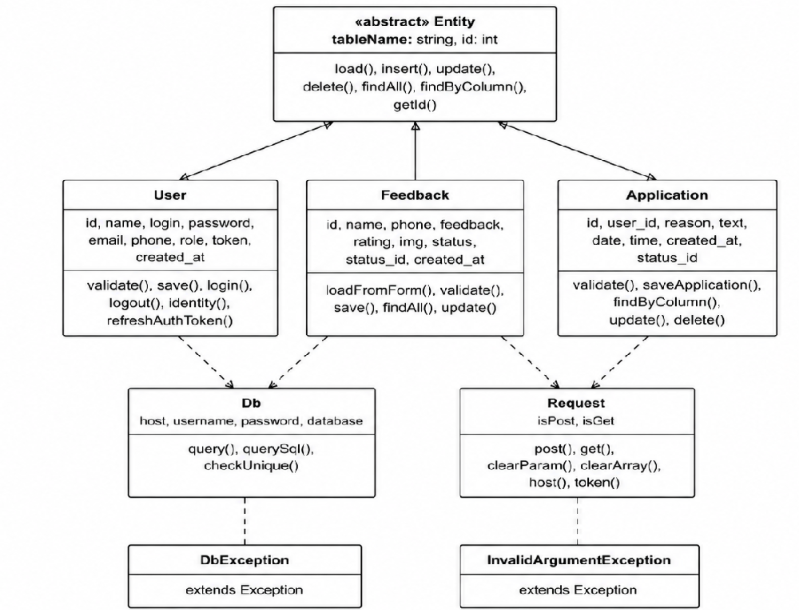 «abstract» Entity
tableName: string, id: int
load(), insert(), update(),
delete(), findAll(), findByColumn(),
getId()
User
id, name, login, password,
email, phone, role, token,
created_at
validate(), save(), login(),
logout(), identity(),
refreshAuthToken()
Feedback
id, name, phone, feedback,
rating, img, status,
status_id, created_at
loadFromForm(), validate(),
save(), findAll(), update()
Application
id, user_id, reason, text,
date, time, created_at,
status_id
validate(), saveApplication(),
findByColumn(),
update(), delete()
Db
host, username, password, database
query(), querySql(),
checkUnique()
Request
isPost, isGet
post(), get(),
clearParam(), clearArray(),
host(), token()
DbException
extends Exception
InvalidArgumentException
extends Exception